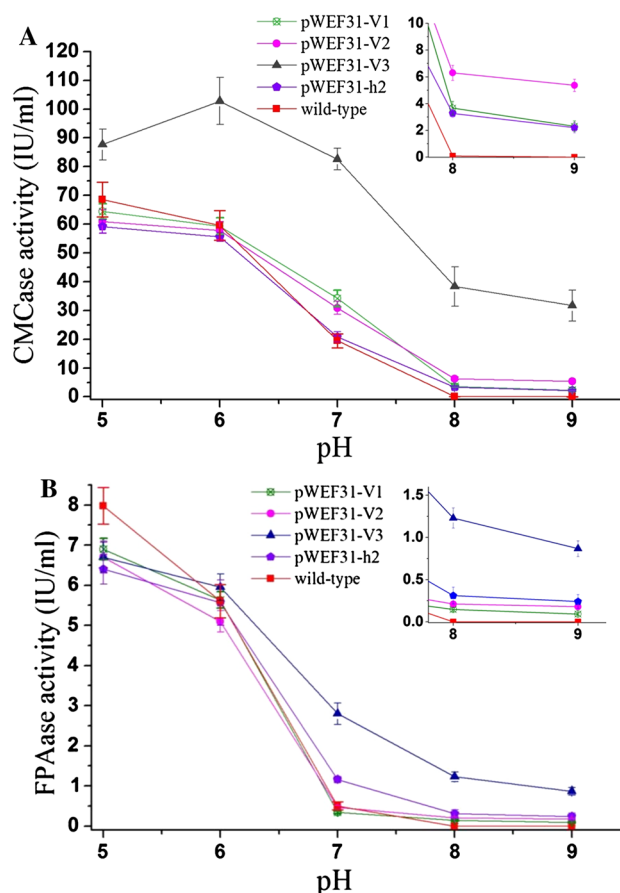 A
pWEF31-V1
pWEF31-V2
pWEF31-V3
pWEF31-h2
wild-type
10
8
6
4
2
0
8
9
120
110
100
90
80
70
60
50
40
30
20
10
0
CMCase activity (IU/ml)
5
6
7
8
9
pH
B
pWEF31-V1
pWEF31-V2
pWEF31-V3
pWEF31-h2
wild-type
1.5
1.0
0.5
0.0
8
9
8
7
6
5
4
3
2
1
0
FPAase activity (IU/ml)
5
6
7
8
9
pH